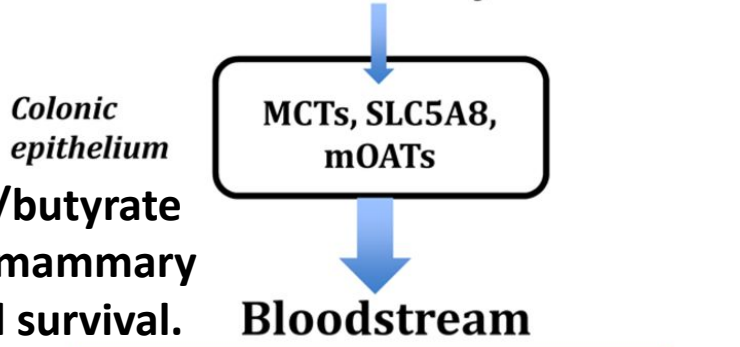 Colonic
epithelium
MCTs, SLC5A8,
mOATs
/butyrate
mammary
survival.
Bloodstream